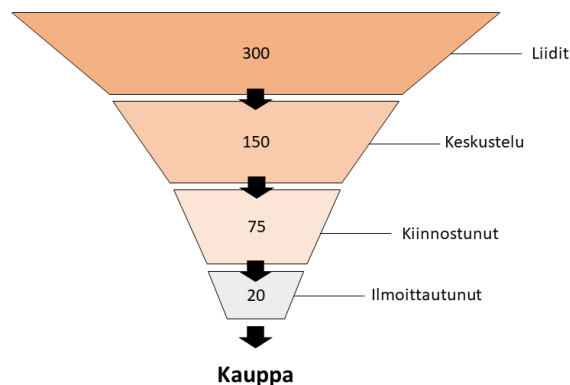 300
Liidit
150
Keskustelu
75
Kiinnostunut
20
Ilmoittautunut
Kauppa